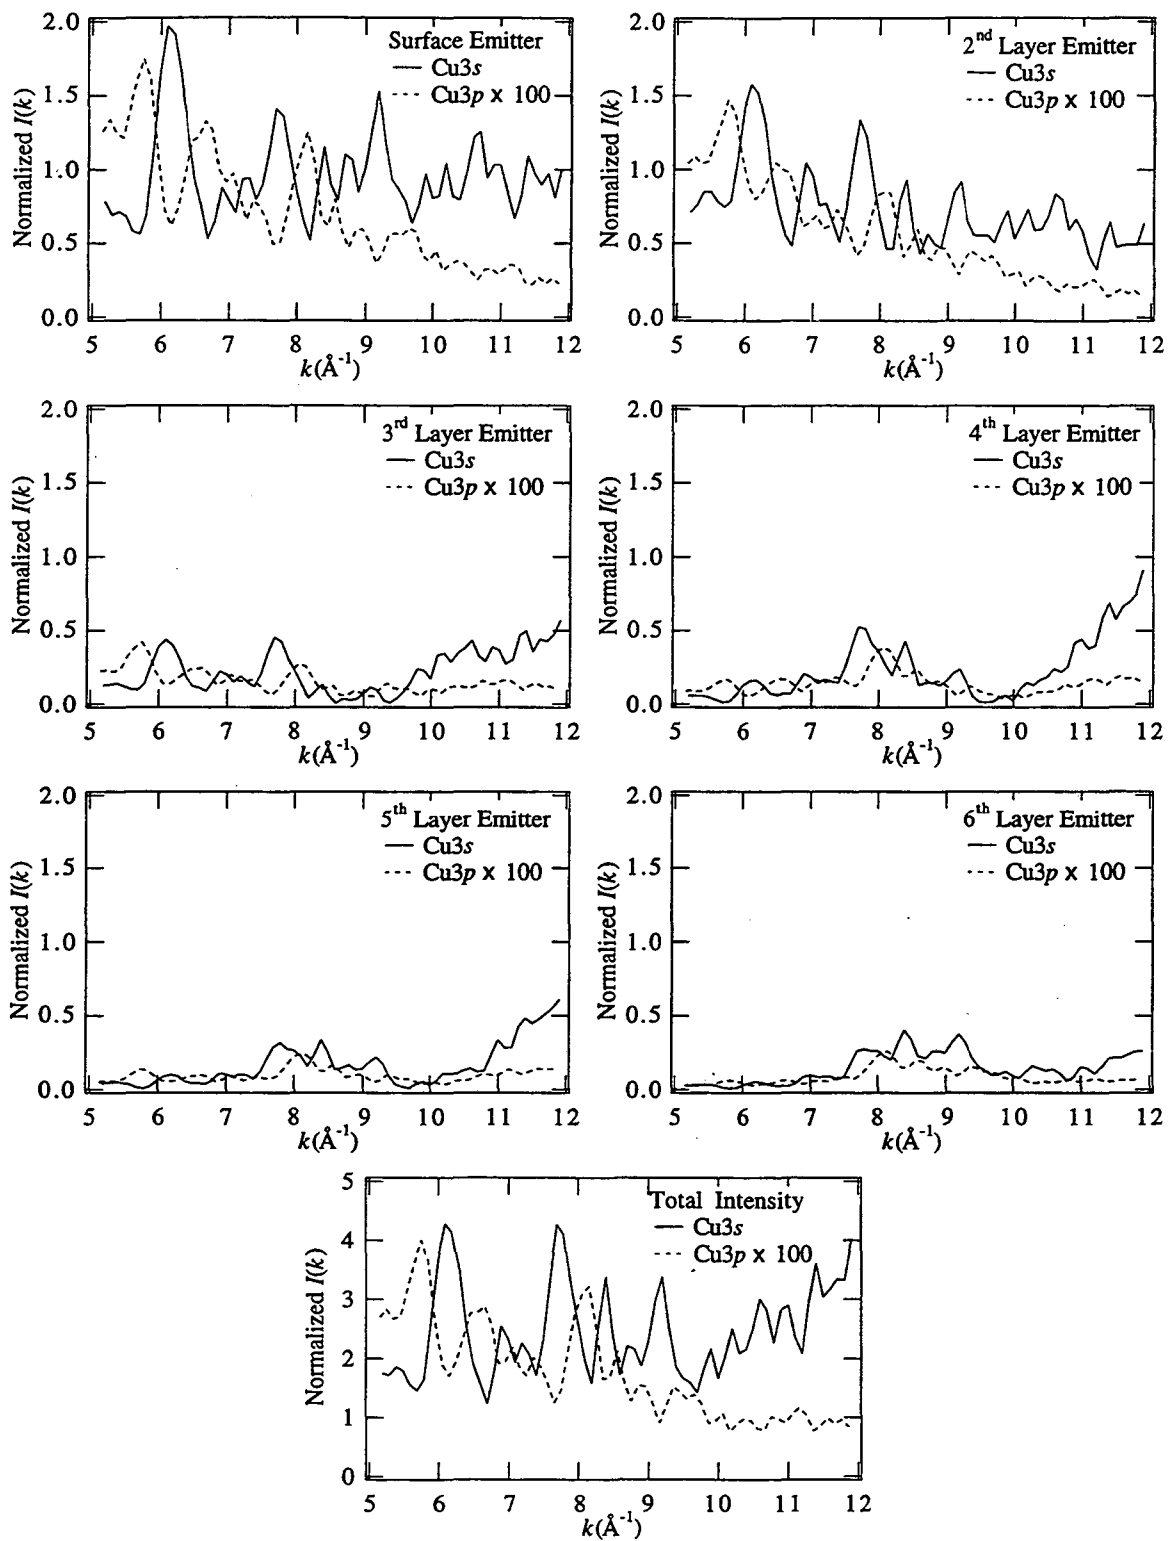 Surface Emitter
Cu3s
Cu3p x 100
Normalized I(k)
2.0
1.5
1.0
0.5
0.0
5 6 7 8 9 10 11 12
k(Å⁻¹)
2nd Layer Emitter
Cu3s
Cu3p x 100
Normalized I(k)
2.0
1.5
1.0
0.5
0.0
5 6 7 8 9 10 11 12
k(Å⁻¹)
3rd Layer Emitter
Cu3s
Cu3p x 100
Normalized I(k)
2.0
1.5
1.0
0.5
0.0
5 6 7 8 9 10 11 12
k(Å⁻¹)
4th Layer Emitter
Cu3s
Cu3p x 100
Normalized I(k)
2.0
1.5
1.0
0.5
0.0
5 6 7 8 9 10 11 12
k(Å⁻¹)
5th Layer Emitter
Cu3s
Cu3p x 100
Normalized I(k)
2.0
1.5
1.0
0.5
0.0
5 6 7 8 9 10 11 12
k(Å⁻¹)
6th Layer Emitter
Cu3s
Cu3p x 100
Normalized I(k)
2.0
1.5
1.0
0.5
0.0
5 6 7 8 9 10 11 12
k(Å⁻¹)
Total Intensity
Cu3s
Cu3p x 100
Normalized I(k)
5
4
3
2
1
0
5 6 7 8 9 10 11 12
k(Å⁻¹)